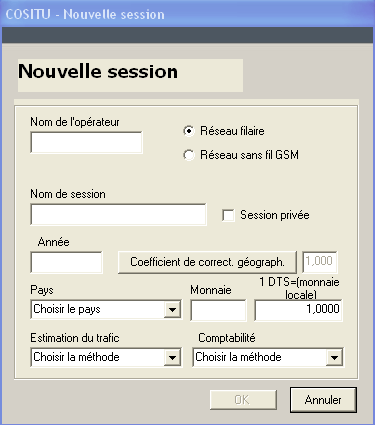 COSITU - Nouvelle session
Nouvelle session
Nom de l'opérateur
Réseau filaire
Réseau sans fil GSM
Nom de session
Session privée
Année
Coefficient de correct. géograph.
1,000
Pays
Monnaie
1 DTS=(monnaie
locale)
Choisir le pays
1,0000
Estimation du trafic
Comptabilité
Choisir la méthode
Choisir la méthode
OK
Annuler